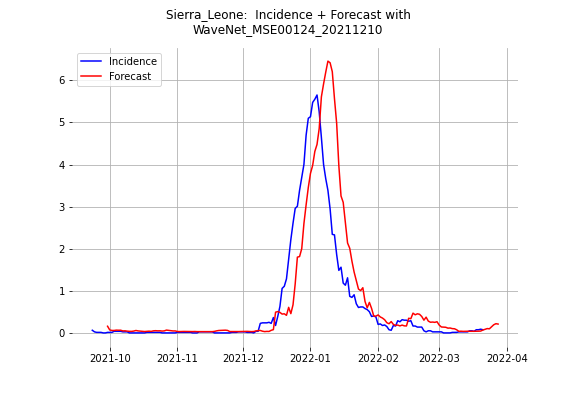 Sierra_Leone:  Incidence + Forecast with
WaveNet_MSE00124_20211210
Incidence
Forecast
6
5
4
3
2
1
0
2021-10 2021-11 2021-12 2022-01 2022-02 2022-03 2022-04